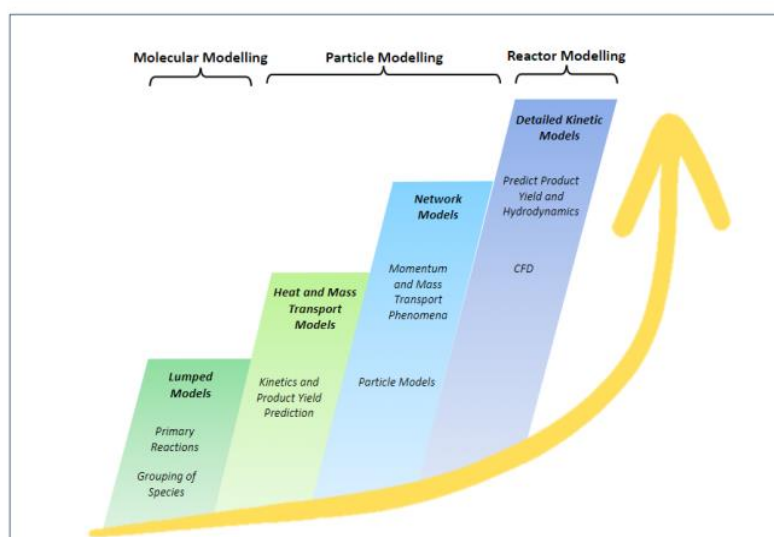 Molecular Modelling
Particle Modelling
Reactor Modelling
Lumped
Models
Primary
Reactions
Grouping of
Species
Heat and Mass
Transport
Models
Kinetics and
Product Yield
Prediction
Network
Models
Momentum
and Mass
Transport
Phenomena
Particle Models
Detailed Kinetic
Models
Predict Product
Yield and
Hydrodynamics
CFD